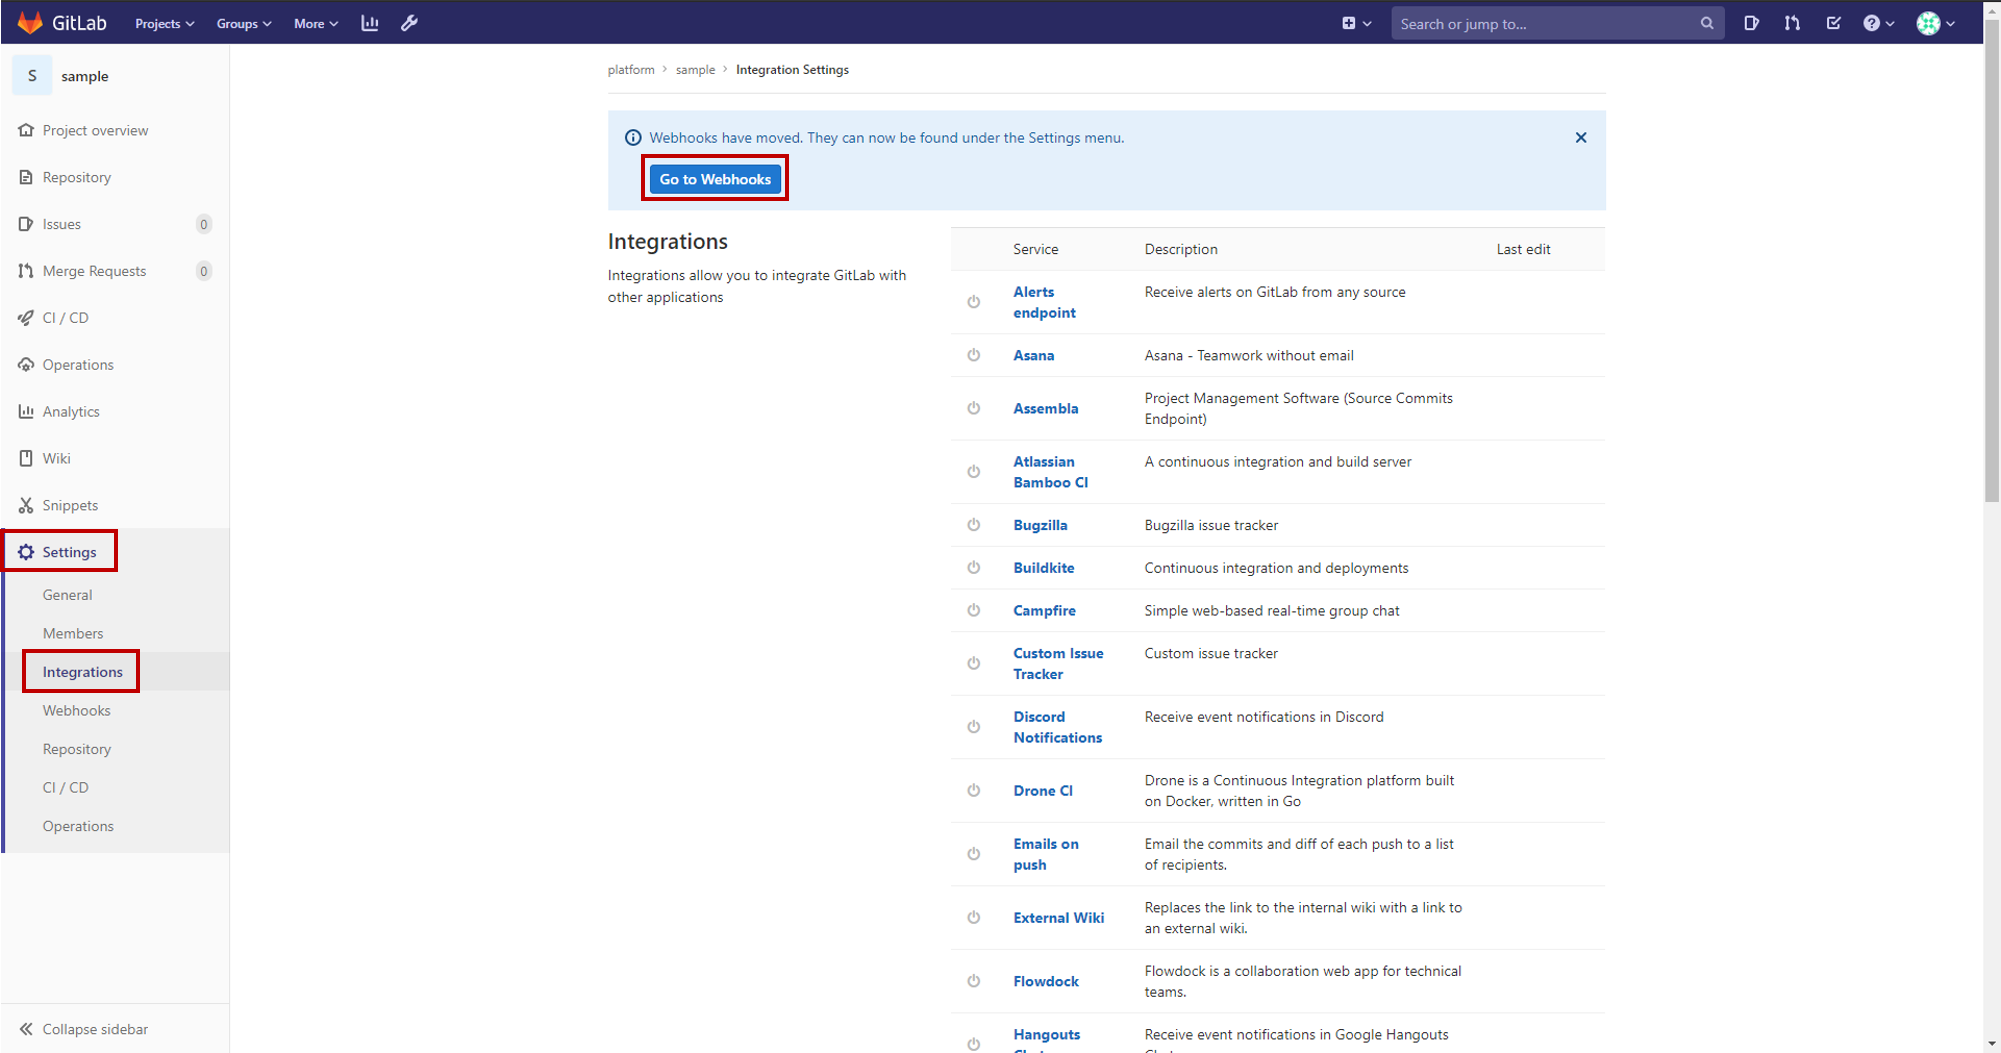 GitLab Projects Groups More Search or jump to...
S sample
Project overview
Repository
Issues 0
Merge Requests 0
CI / CD
Operations
Analytics
Wiki
Snippets
Settings
General
Members
Integrations
Webhooks
Repository
CI / CD
Operations
Collapse sidebar
platform > sample > Integration Settings
Webhooks have moved. They can now be found under the Settings menu.
Go to Webhooks
Integrations
Integrations allow you to integrate GitLab with
other applications
Service Description Last edit
Alerts
endpoint
Receive alerts on GitLab from any source
Asana
Asana - Teamwork without email
Assembla
Project Management Software (Source Commits
Endpoint)
Atlassian
Bamboo CI
A continuous integration and build server
Bugzilla
Bugzilla issue tracker
Buildkite
Continuous integration and deployments
Campfire
Simple web-based real-time group chat
Custom Issue
Tracker
Custom issue tracker
Discord
Notifications
Receive event notifications in Discord
Drone CI
Drone is a Continuous Integration platform built
on Docker, written in Go
Emails on
push
Email the commits and diff of each push to a list
of recipients.
External Wiki
Replaces the link to the internal wiki with a link to
an external wiki.
Flowdock
Flowdock is a collaboration web app for technical
teams.
Hangouts
Receive event notifications in Google Hangouts